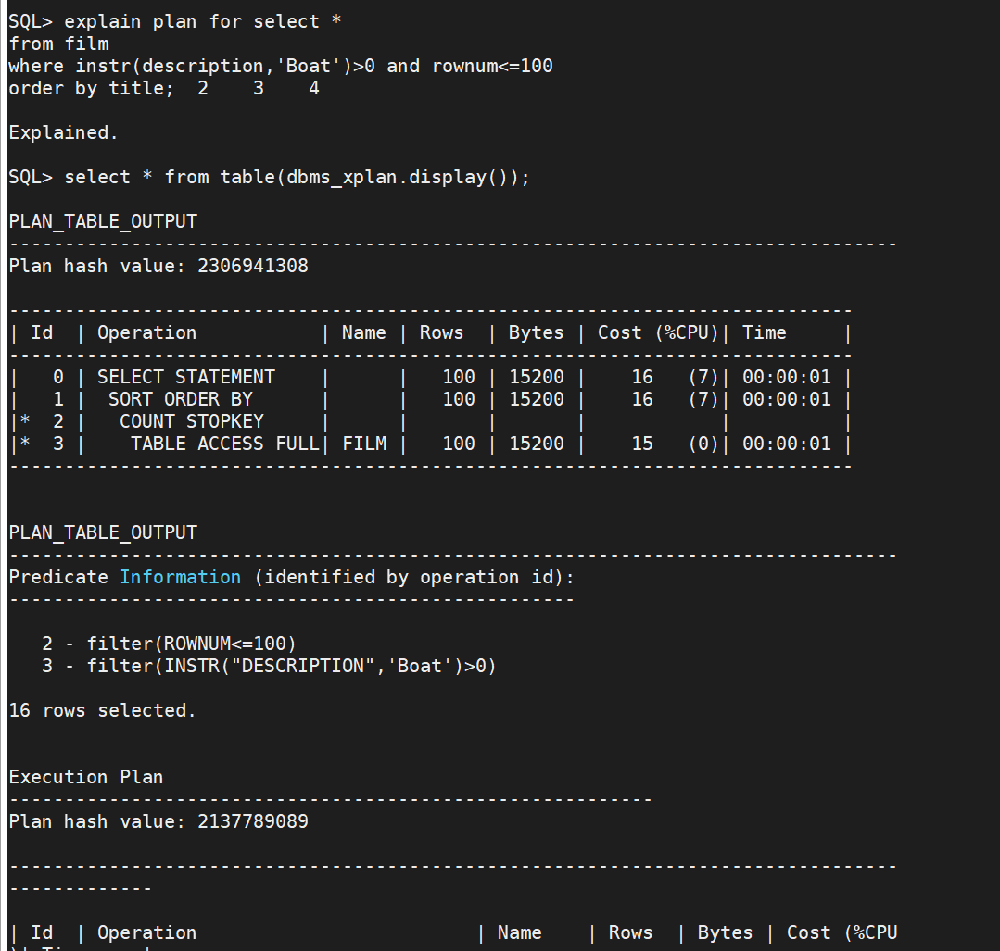 SQL> explain plan for select *
from film
where instr(description,'Boat')>0 and rownum<=100
order by title;  2    3    4
Explained.
SQL> select * from table(dbms_xplan.display());
PLAN_TABLE_OUTPUT
--------------------------------------------------------------------------------
Plan hash value: 2306941308
----------------------------------------------------------------------------
| Id  | Operation           | Name | Rows  | Bytes | Cost (%CPU)| Time     |
----------------------------------------------------------------------------
|   0 | SELECT STATEMENT    |      |   100 | 15200 |    16   (7)| 00:00:01 |
|   1 |  SORT ORDER BY      |      |   100 | 15200 |    16   (7)| 00:00:01 |
|*  2 |   COUNT STOPKEY     |      |       |       |            |          |
|*  3 |    TABLE ACCESS FULL| FILM |   100 | 15200 |    15   (0)| 00:00:01 |
----------------------------------------------------------------------------
PLAN_TABLE_OUTPUT
--------------------------------------------------------------------------------
Predicate Information (identified by operation id):
---------------------------------------------------
   2 - filter(ROWNUM<=100)
   3 - filter(INSTR("DESCRIPTION",'Boat')>0)
16 rows selected.
Execution Plan
----------------------------------------------------------
Plan hash value: 2137789089
--------------------------------------------------------------------------------
-------------
| Id  | Operation                         | Name    | Rows  | Bytes | Cost (%CPU